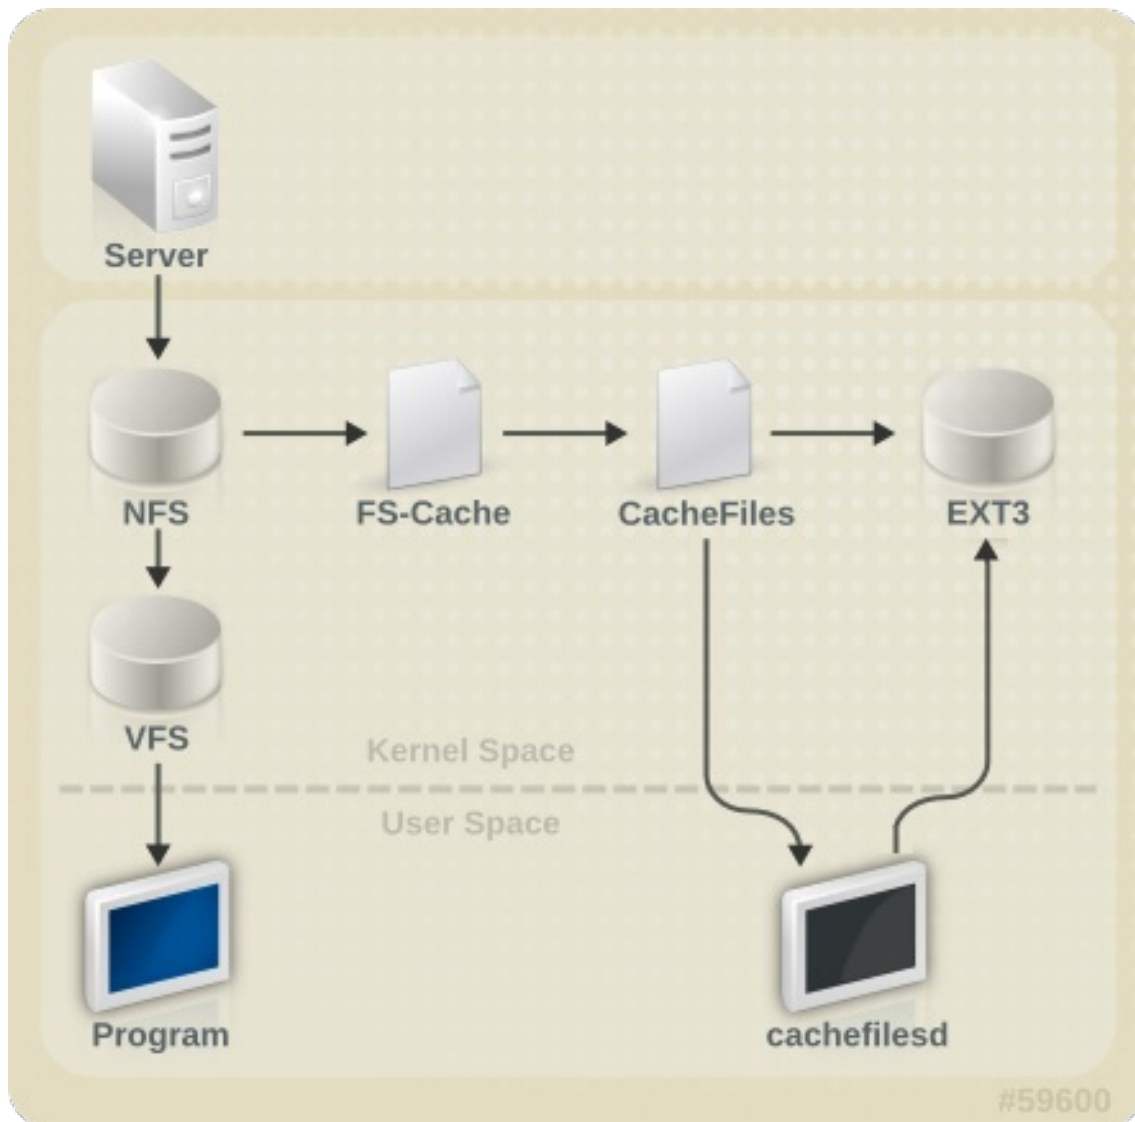 Server
NFS
FS-Cache
CacheFiles
EXT3
VFS
Kernel Space
User Space
Program
cachefilesd
#59600